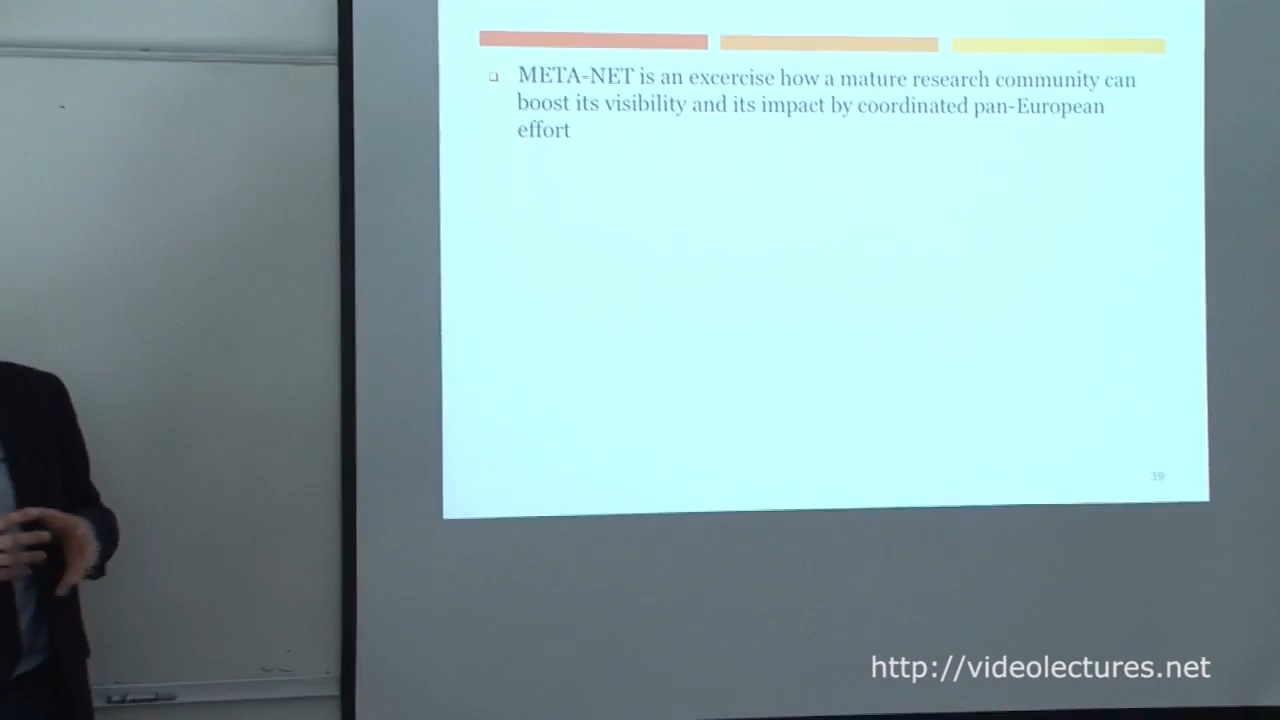 META-NET is an excercise how a mature research community can
boost its visibility and its impact by coordinated pan-European
effort
39
http://videolectures.net